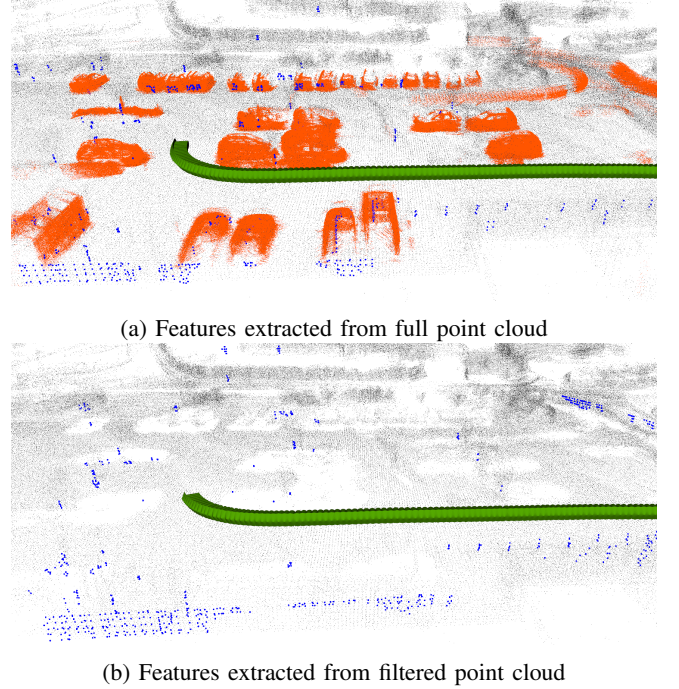 (a) Features extracted from full point cloud
(b) Features extracted from filtered point cloud